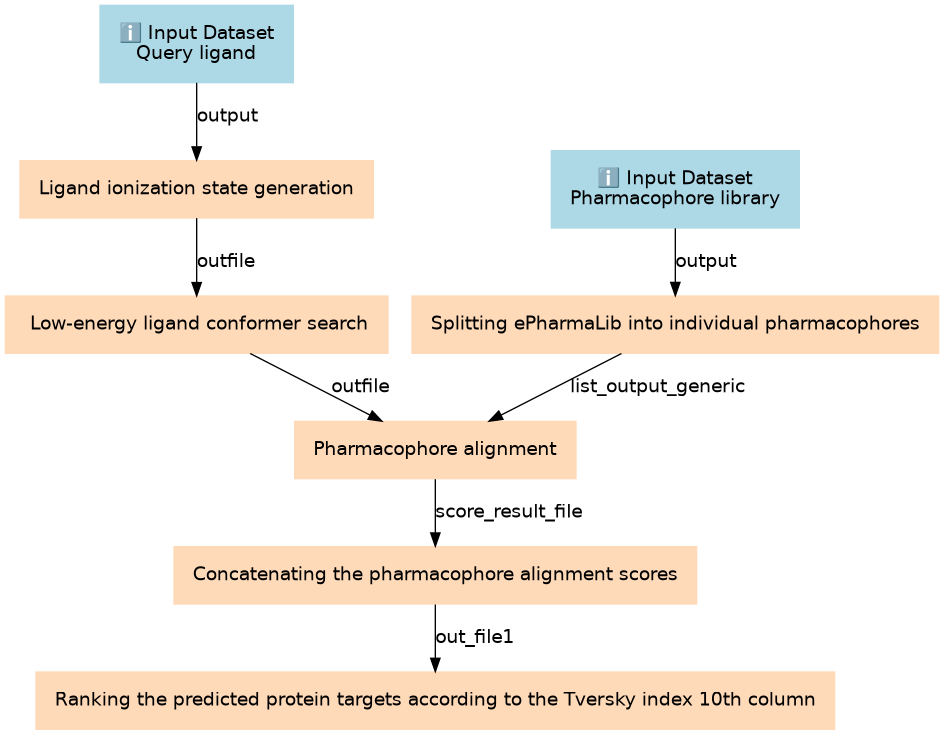 ℹ️ Input Dataset
Query ligand
output
Ligand ionization state generation
ℹ️ Input Dataset
Pharmacophore library
outfile
output
Low-energy ligand conformer search
Splitting ePharmaLib into individual pharmacophores
outfile
list_output_generic
Pharmacophore alignment
score_result_file
Concatenating the pharmacophore alignment scores
out_file1
Ranking the predicted protein targets according to the Tversky index 10th column